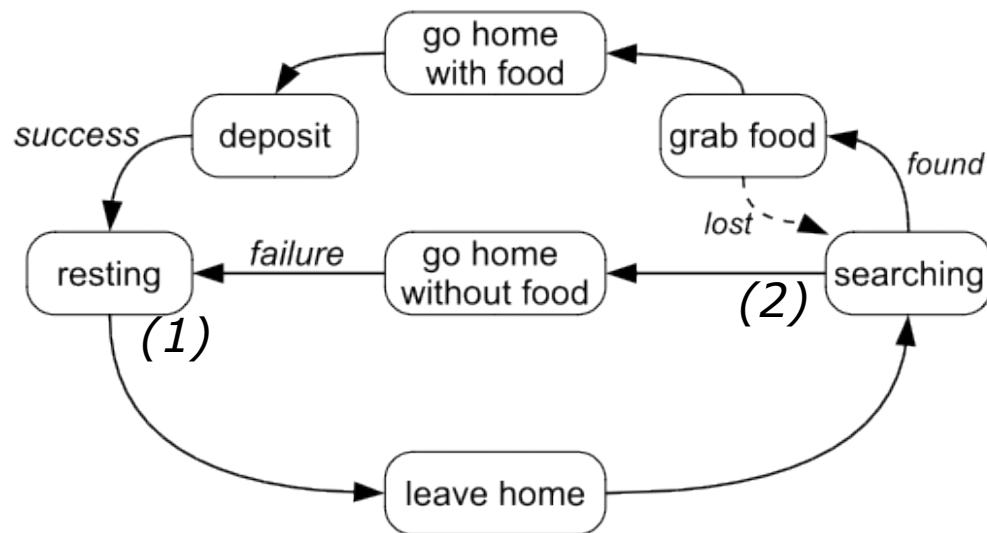 go home
with food
success
deposit
grab food
found
lost
resting
failure
go home
without food
searching
(1)
(2)
leave home